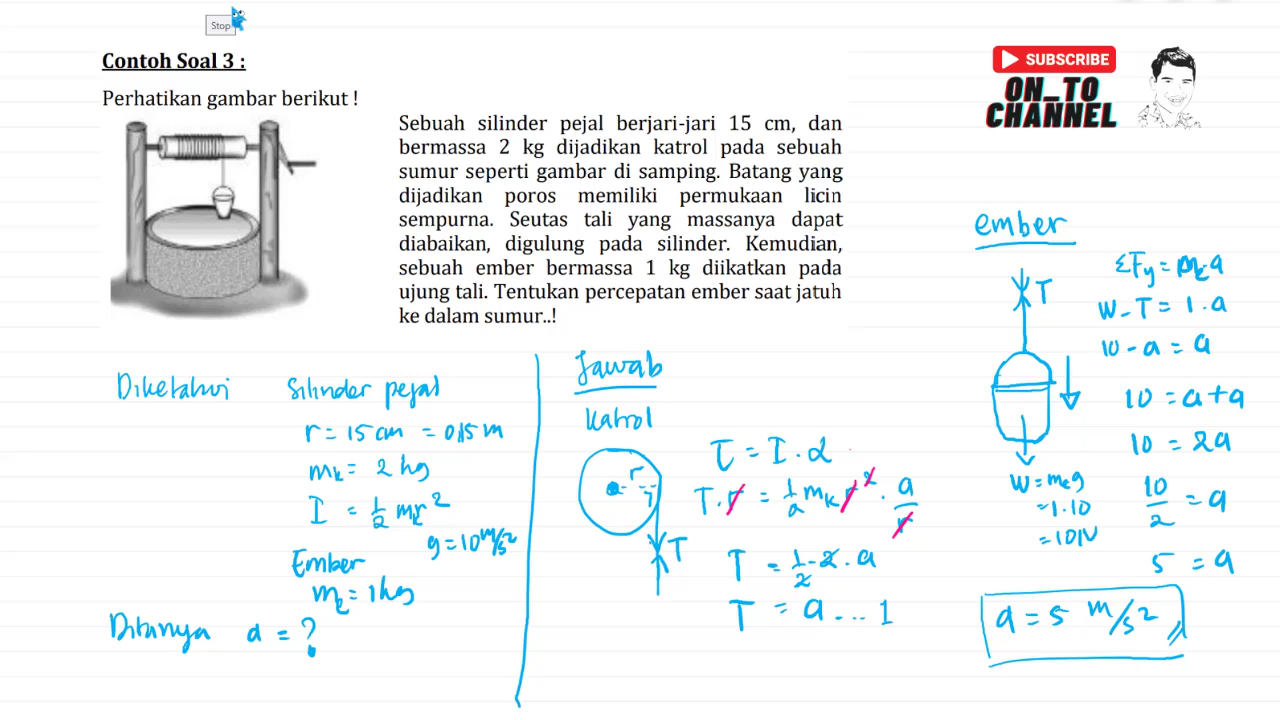 Stop
Contoh Soal 3 :
Perhatikan gambar berikut !
Sebuah silinder pejal berjari-jari 15 cm, dan
bermassa 2 kg dijadikan katrol pada sebuah
sumur seperti gambar di samping. Batang yang
dijadikan poros memiliki permukaan licin
sempurna. Seutas tali yang massanya dapat
diabaikan, digulung pada silinder. Kemudian,
sebuah ember bermassa 1 kg diikatkan pada
ujung tali. Tentukan percepatan ember saat jatuh
ke dalam sumur..!
SUBSCRIBE
ON_TO
CHANNEL
Diketahui Silinder pejal
r = 15 cm = 0,15 m
mk = 2 kg
I = 1/2 mk r²
g = 10 m/s²
Ember
mε = 1 kg
Ditanya a = ?
Jawab
Katrol
r
T
τ = I . α
T . r = 1/2 mk r² . a/r
T = 1/2 . 2 . a
T = a ... 1
ember
T
W = mε g
= 1 . 10
= 10 N
ΣFy = mε a
W - T = 1 . a
10 - a = a
10 = a + a
10 = 2a
10/2 = a
5 = a
a = 5 m/s²